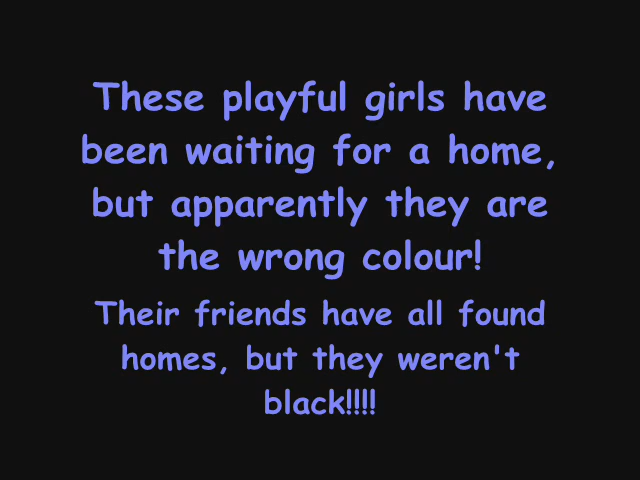 These playful girls have
been waiting for a home,
but apparently they are
the wrong colour!
Their friends have all found
homes, but they weren't
black!!!!